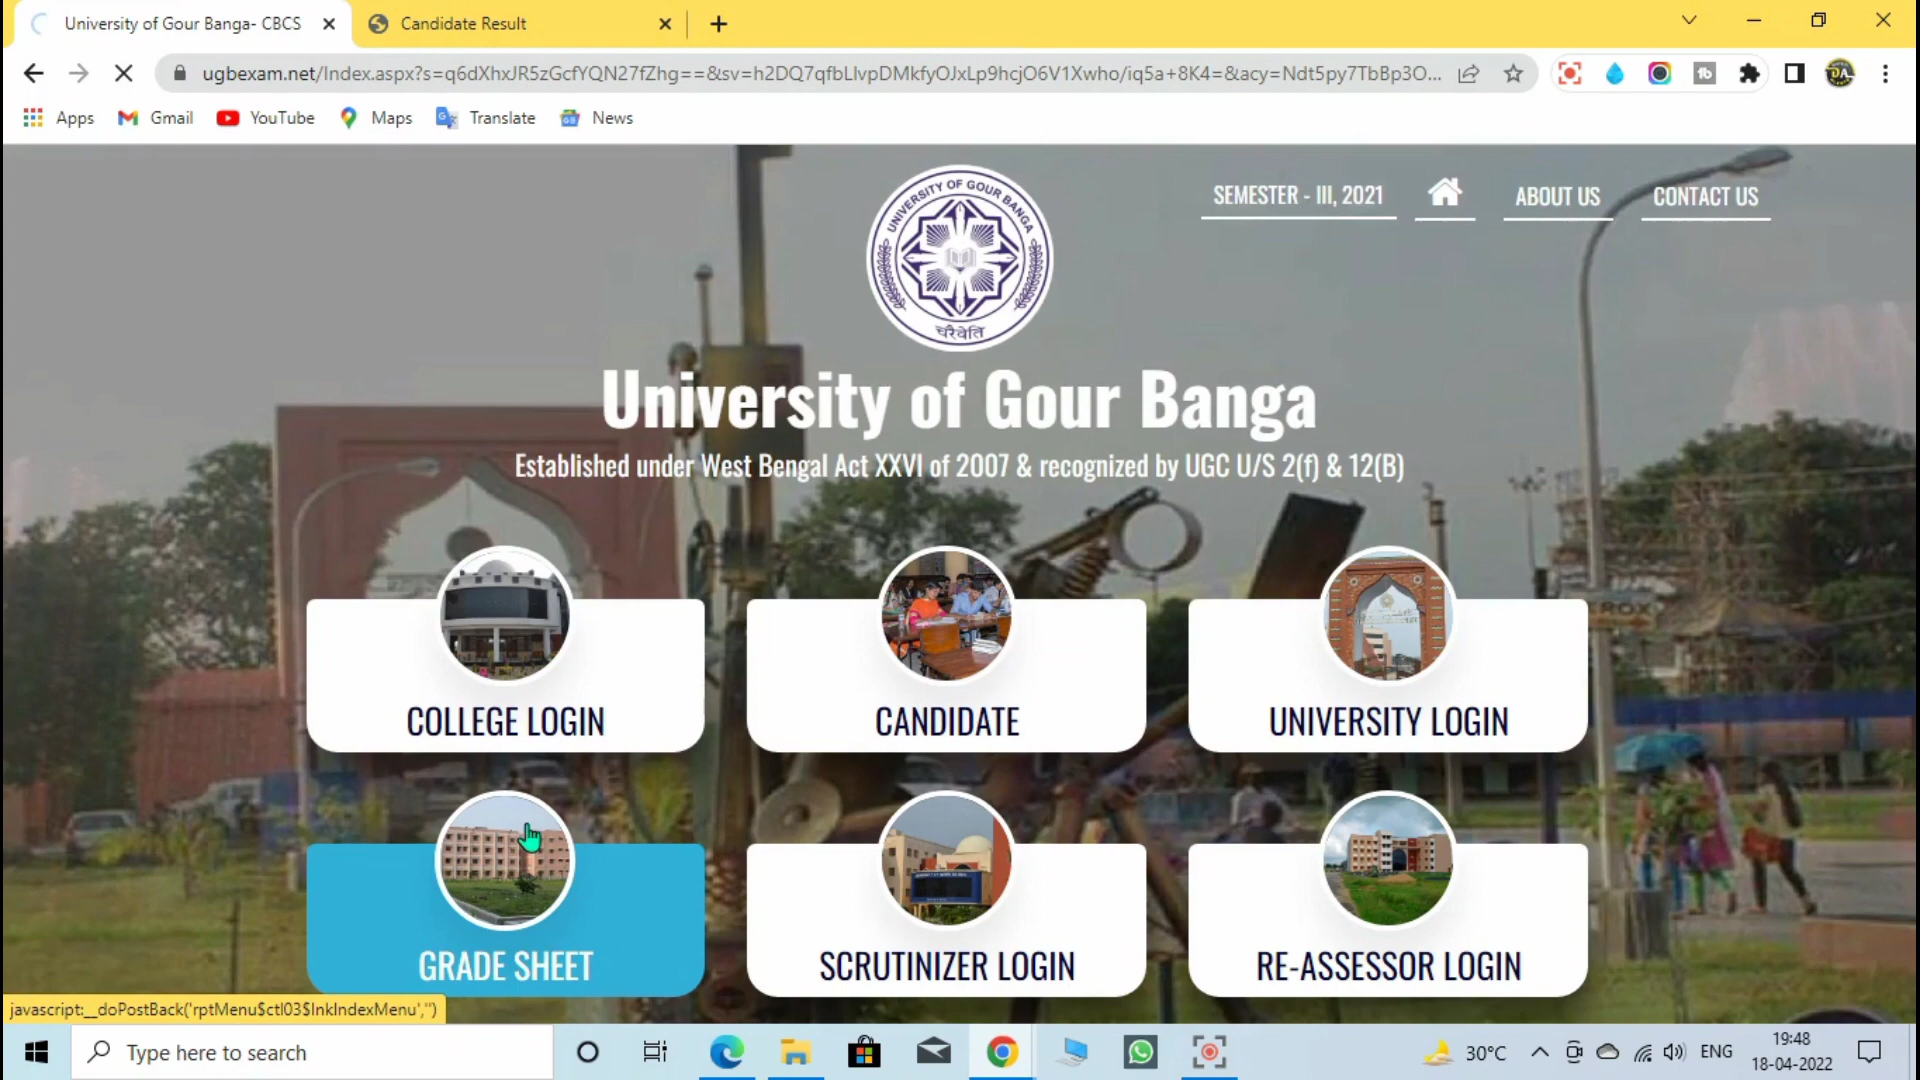 University of Gour Banga- CBCS
Candidate Result
ugbexam.net/Index.aspx?s=q6dXhxJR5zGcfYQN27fZhg==&sv=h2DQ7qfbLlvpDMkfyOJxLp9hcjO6V1Xwho/iq5a+8K4=&acy=Ndt5py7TbBp3O...
Apps Gmail YouTube Maps Translate News
UNIVERSITY OF GOUR BANGA
चरैवेति
SEMESTER - III, 2021
ABOUT US
CONTACT US
University of Gour Banga
Established under West Bengal Act XXVI of 2007 & recognized by UGC U/S 2(f) & 12(B)
COLLEGE LOGIN
CANDIDATE
UNIVERSITY LOGIN
GRADE SHEET
SCRUTINIZER LOGIN
RE-ASSESSOR LOGIN
javascript:__doPostBack('rptMenu$ctl03$lnkIndexMenu','')
Type here to search
30°C
ENG
19:48
18-04-2022